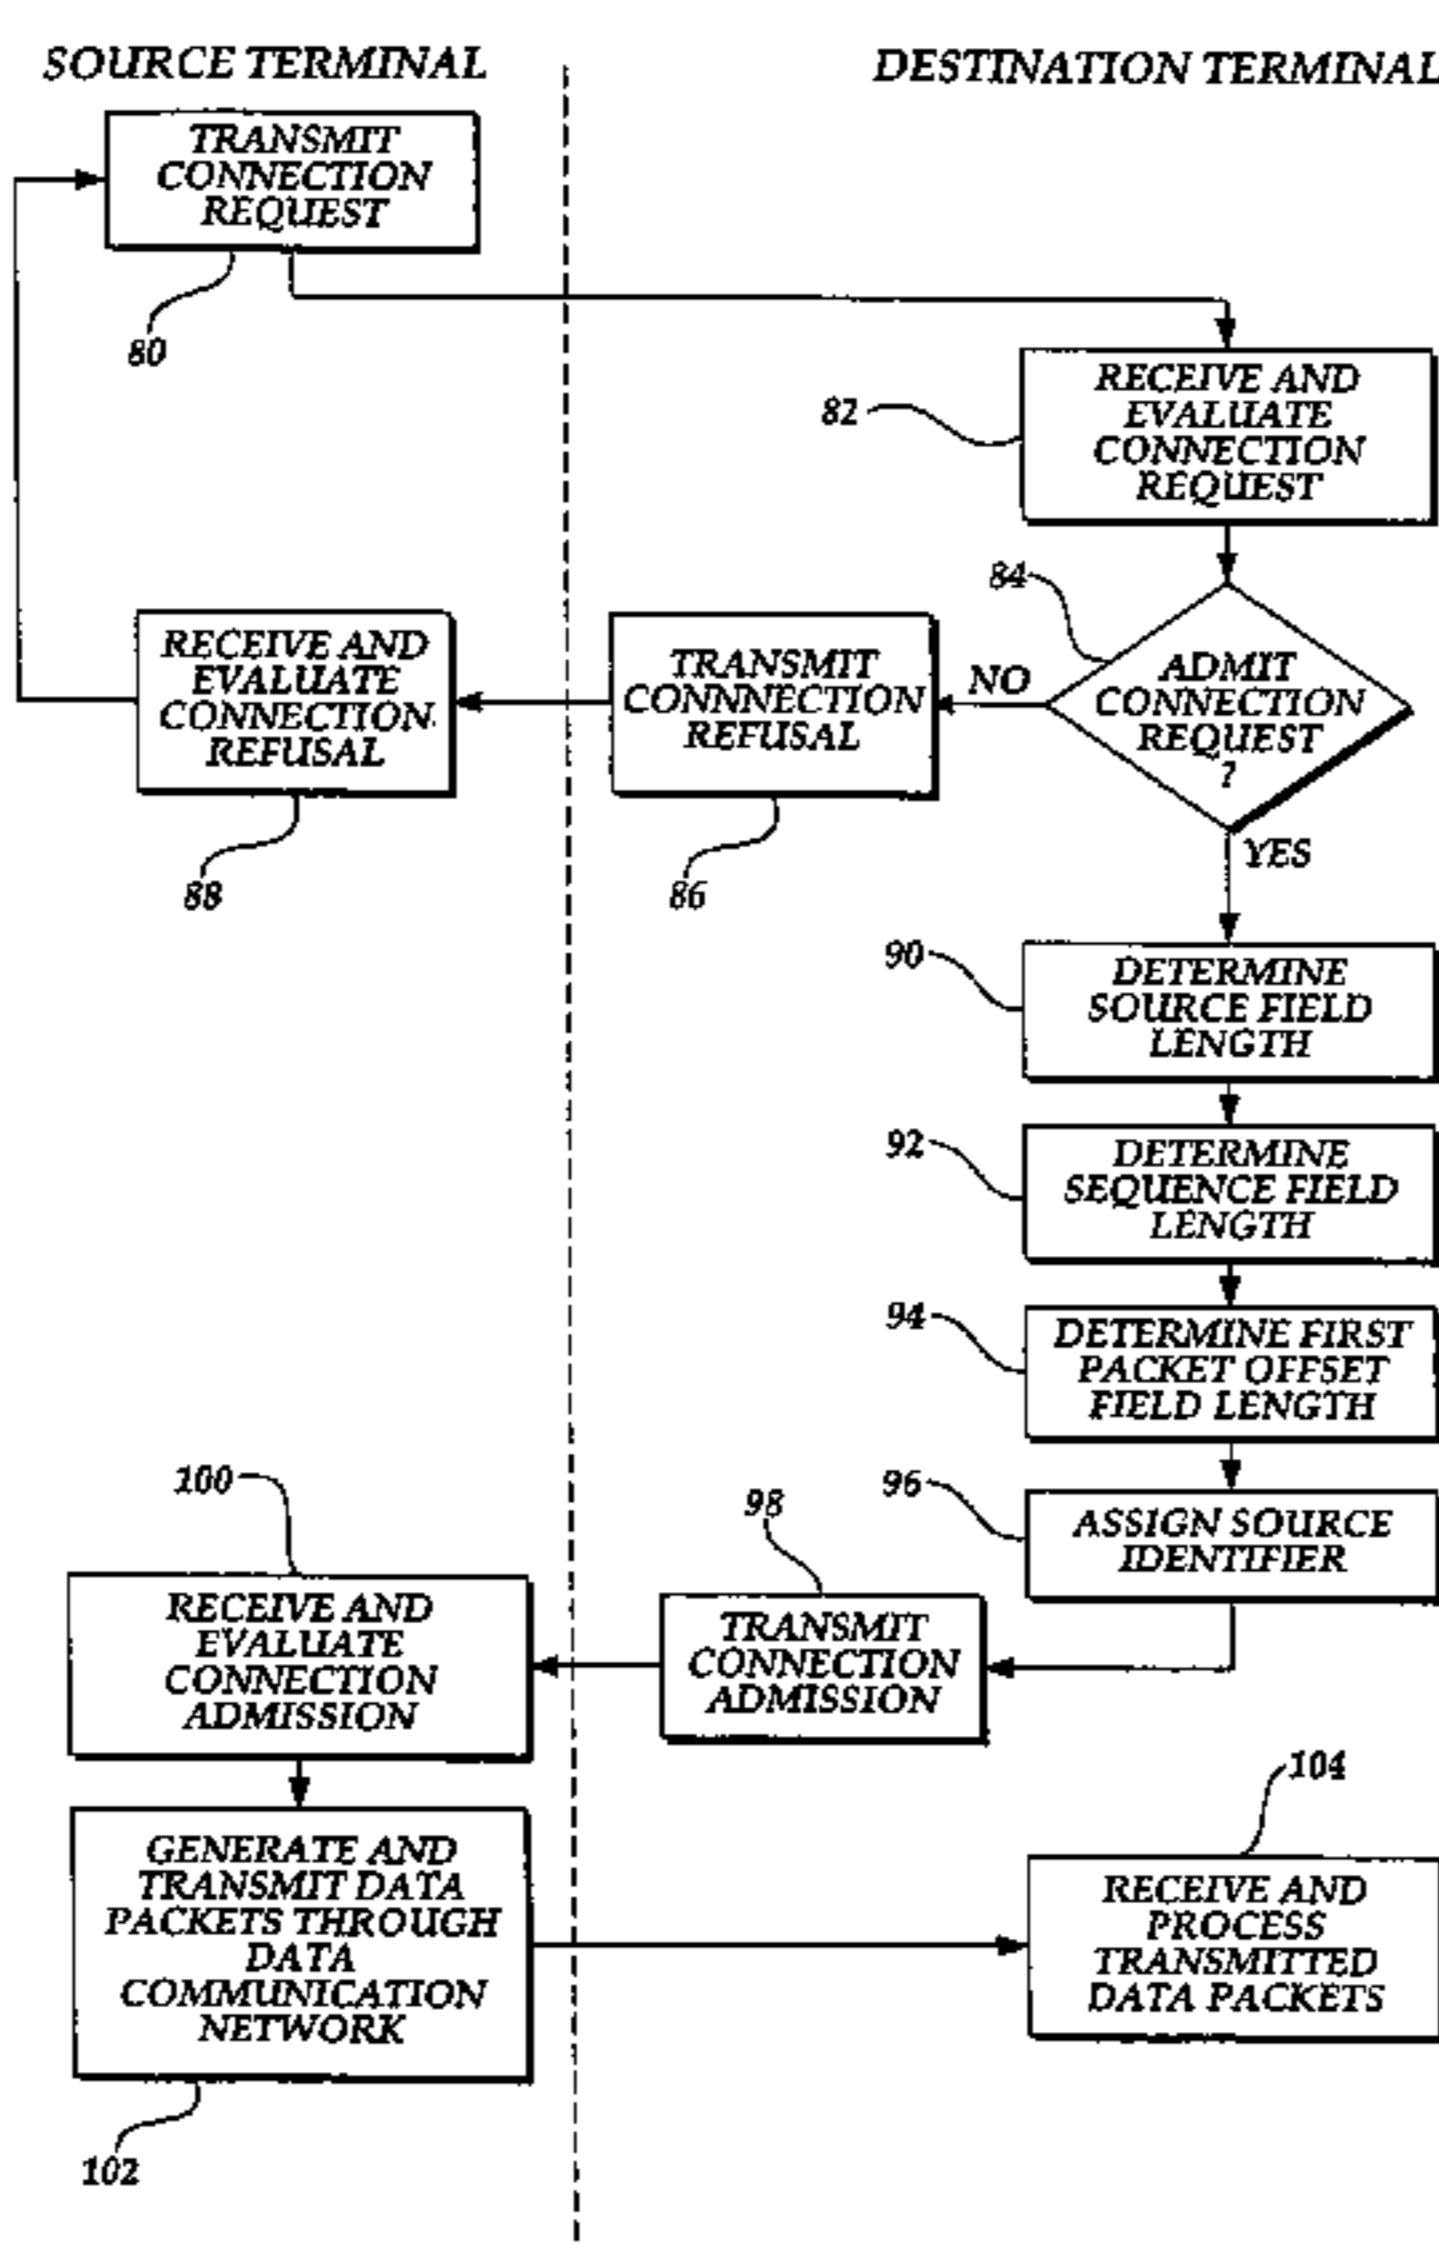 SOURCE TERMINAL
DESTINATION TERMINAL
TRANSMIT
CONNECTION
REQUEST
80
RECEIVE AND
EVALUATE
CONNECTION
REQUEST
82
84
ADMIT
CONNECTION
REQUEST
?
NO
YES
TRANSMIT
CONNNECTION
REFUSAL
86
RECEIVE AND
EVALUATE
CONNECTION
REFUSAL
88
90
DETERMINE
SOURCE FIELD
LENGTH
92
DETERMINE
SEQUENCE FIELD
LENGTH
94
DETERMINE FIRST
PACKET OFFSET
FIELD LENGTH
96
ASSIGN SOURCE
IDENTIFIER
98
TRANSMIT
CONNECTION
ADMISSION
100
RECEIVE AND
EVALUATE
CONNECTION
ADMISSION
GENERATE AND
TRANSMIT DATA
PACKETS THROUGH
DATA
COMMUNICATION
NETWORK
102
104
RECEIVE AND
PROCESS
TRANSMITTED
DATA PACKETS